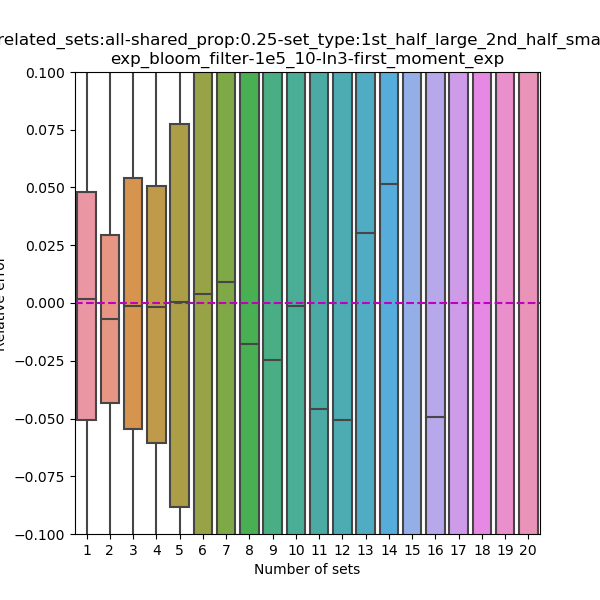 related_sets:all-shared_prop:0.25-set_type:1st_half_large_2nd_half_sma
exp_bloom_filter-1e5_10-ln3-first_moment_exp
0.100
0.075
0.050
0.025
0.000
−0.025
−0.050
−0.075
−0.100
Relative error
1 2 3 4 5 6 7 8 9 10 11 12 13 14 15 16 17 18 19 20
Number of sets